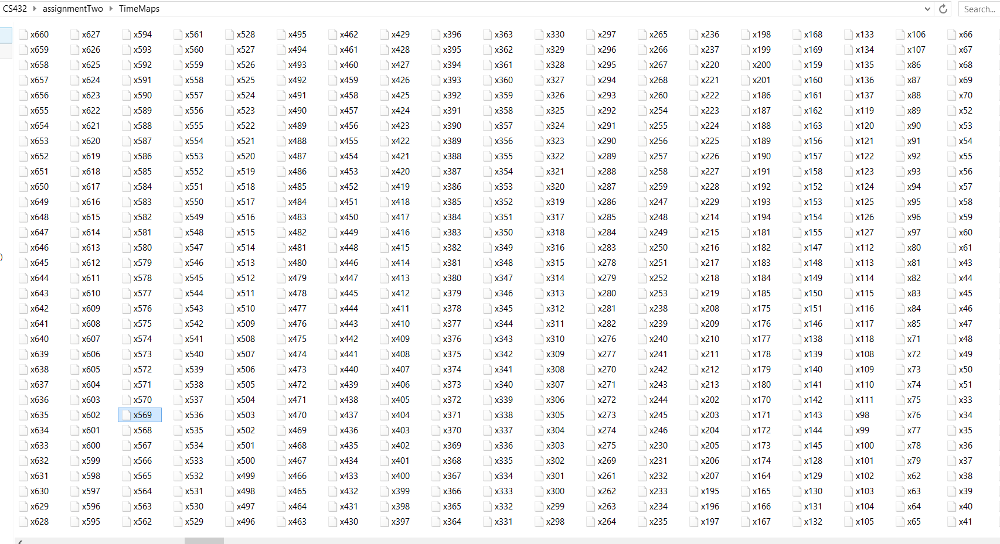 CS432 assignmentTwo TimeMaps Search...
x660 x627 x594 x561 x528 x495 x462 x429 x396 x363 x330 x297 x265 x236 x198 x168 x133 x106 x66
x659 x626 x593 x560 x527 x494 x461 x428 x395 x362 x329 x296 x266 x237 x199 x169 x134 x107 x67
x658 x625 x592 x559 x526 x493 x460 x427 x394 x361 x328 x295 x267 x220 x200 x159 x135 x86 x68
x657 x624 x591 x558 x525 x492 x459 x426 x393 x360 x327 x294 x268 x221 x201 x160 x136 x87 x69
x656 x623 x590 x557 x524 x491 x458 x425 x392 x359 x326 x293 x260 x222 x186 x161 x137 x88 x70
x655 x622 x589 x556 x523 x490 x457 x424 x391 x358 x325 x292 x254 x223 x187 x162 x119 x89 x52
x654 x621 x588 x555 x522 x489 x456 x423 x390 x357 x324 x291 x255 x224 x188 x163 x120 x90 x53
x653 x620 x587 x554 x521 x488 x455 x422 x389 x356 x323 x290 x256 x225 x189 x156 x121 x91 x54
x652 x619 x586 x553 x520 x487 x454 x421 x388 x355 x322 x289 x257 x226 x190 x157 x122 x92 x55
x651 x618 x585 x552 x519 x486 x453 x420 x387 x354 x321 x288 x258 x227 x191 x158 x123 x93 x56
x650 x617 x584 x551 x518 x485 x452 x419 x386 x353 x320 x287 x259 x228 x192 x152 x124 x94 x57
x649 x616 x583 x550 x517 x484 x451 x418 x385 x352 x319 x286 x247 x229 x193 x153 x125 x95 x58
x648 x615 x582 x549 x516 x483 x450 x417 x384 x351 x317 x285 x248 x214 x194 x154 x126 x96 x59
x647 x614 x581 x548 x515 x482 x449 x416 x383 x350 x318 x284 x249 x215 x181 x155 x127 x97 x60
x646 x613 x580 x547 x514 x481 x448 x415 x382 x349 x316 x283 x250 x216 x182 x147 x112 x80 x61
) x645 x612 x579 x546 x513 x480 x446 x414 x381 x348 x315 x278 x251 x217 x183 x148 x113 x81 x43
x644 x611 x578 x545 x512 x479 x447 x413 x380 x347 x314 x279 x252 x218 x184 x149 x114 x82 x44
x643 x610 x577 x544 x511 x478 x445 x412 x379 x346 x313 x280 x253 x219 x185 x150 x115 x83 x45
x642 x609 x576 x543 x510 x477 x444 x411 x378 x345 x312 x281 x238 x208 x175 x151 x116 x84 x46
x641 x608 x575 x542 x509 x476 x443 x410 x377 x344 x311 x282 x239 x209 x176 x146 x117 x85 x47
x640 x607 x574 x541 x508 x475 x442 x409 x376 x343 x310 x276 x240 x210 x177 x138 x118 x71 x48
x639 x606 x573 x540 x507 x474 x441 x408 x375 x342 x309 x277 x241 x211 x178 x139 x108 x72 x49
x638 x605 x572 x539 x506 x473 x440 x407 x374 x341 x308 x270 x242 x212 x179 x140 x109 x73 x50
x637 x604 x571 x538 x505 x472 x439 x406 x373 x340 x307 x271 x243 x213 x180 x141 x110 x74 x51
x636 x603 x570 x537 x504 x471 x438 x405 x372 x339 x306 x272 x244 x202 x170 x142 x111 x75 x33
x635 x602 x569 x536 x503 x470 x437 x404 x371 x338 x305 x273 x245 x203 x171 x143 x98 x76 x34
x634 x601 x568 x535 x502 x469 x436 x403 x370 x337 x304 x274 x246 x204 x172 x144 x99 x77 x35
x633 x600 x567 x534 x501 x468 x435 x402 x369 x336 x303 x275 x230 x205 x173 x145 x100 x78 x36
x632 x599 x566 x533 x500 x467 x434 x401 x368 x335 x302 x269 x231 x206 x174 x128 x101 x79 x37
x631 x598 x565 x532 x499 x466 x433 x400 x367 x334 x301 x261 x232 x207 x164 x129 x102 x62 x38
x630 x597 x564 x531 x498 x465 x432 x399 x366 x333 x300 x262 x233 x195 x165 x130 x103 x63 x39
x629 x596 x563 x530 x497 x464 x431 x398 x365 x332 x299 x263 x234 x196 x166 x131 x104 x64 x40
x628 x595 x562 x529 x496 x463 x430 x397 x364 x331 x298 x264 x235 x197 x167 x132 x105 x65 x41